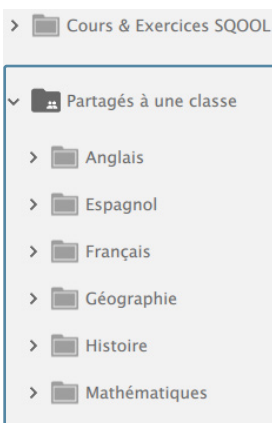 Cours & Exercices SQOOL
Partagés à une classe
Anglais
Espagnol
Français
Géographie
Histoire
Mathématiques